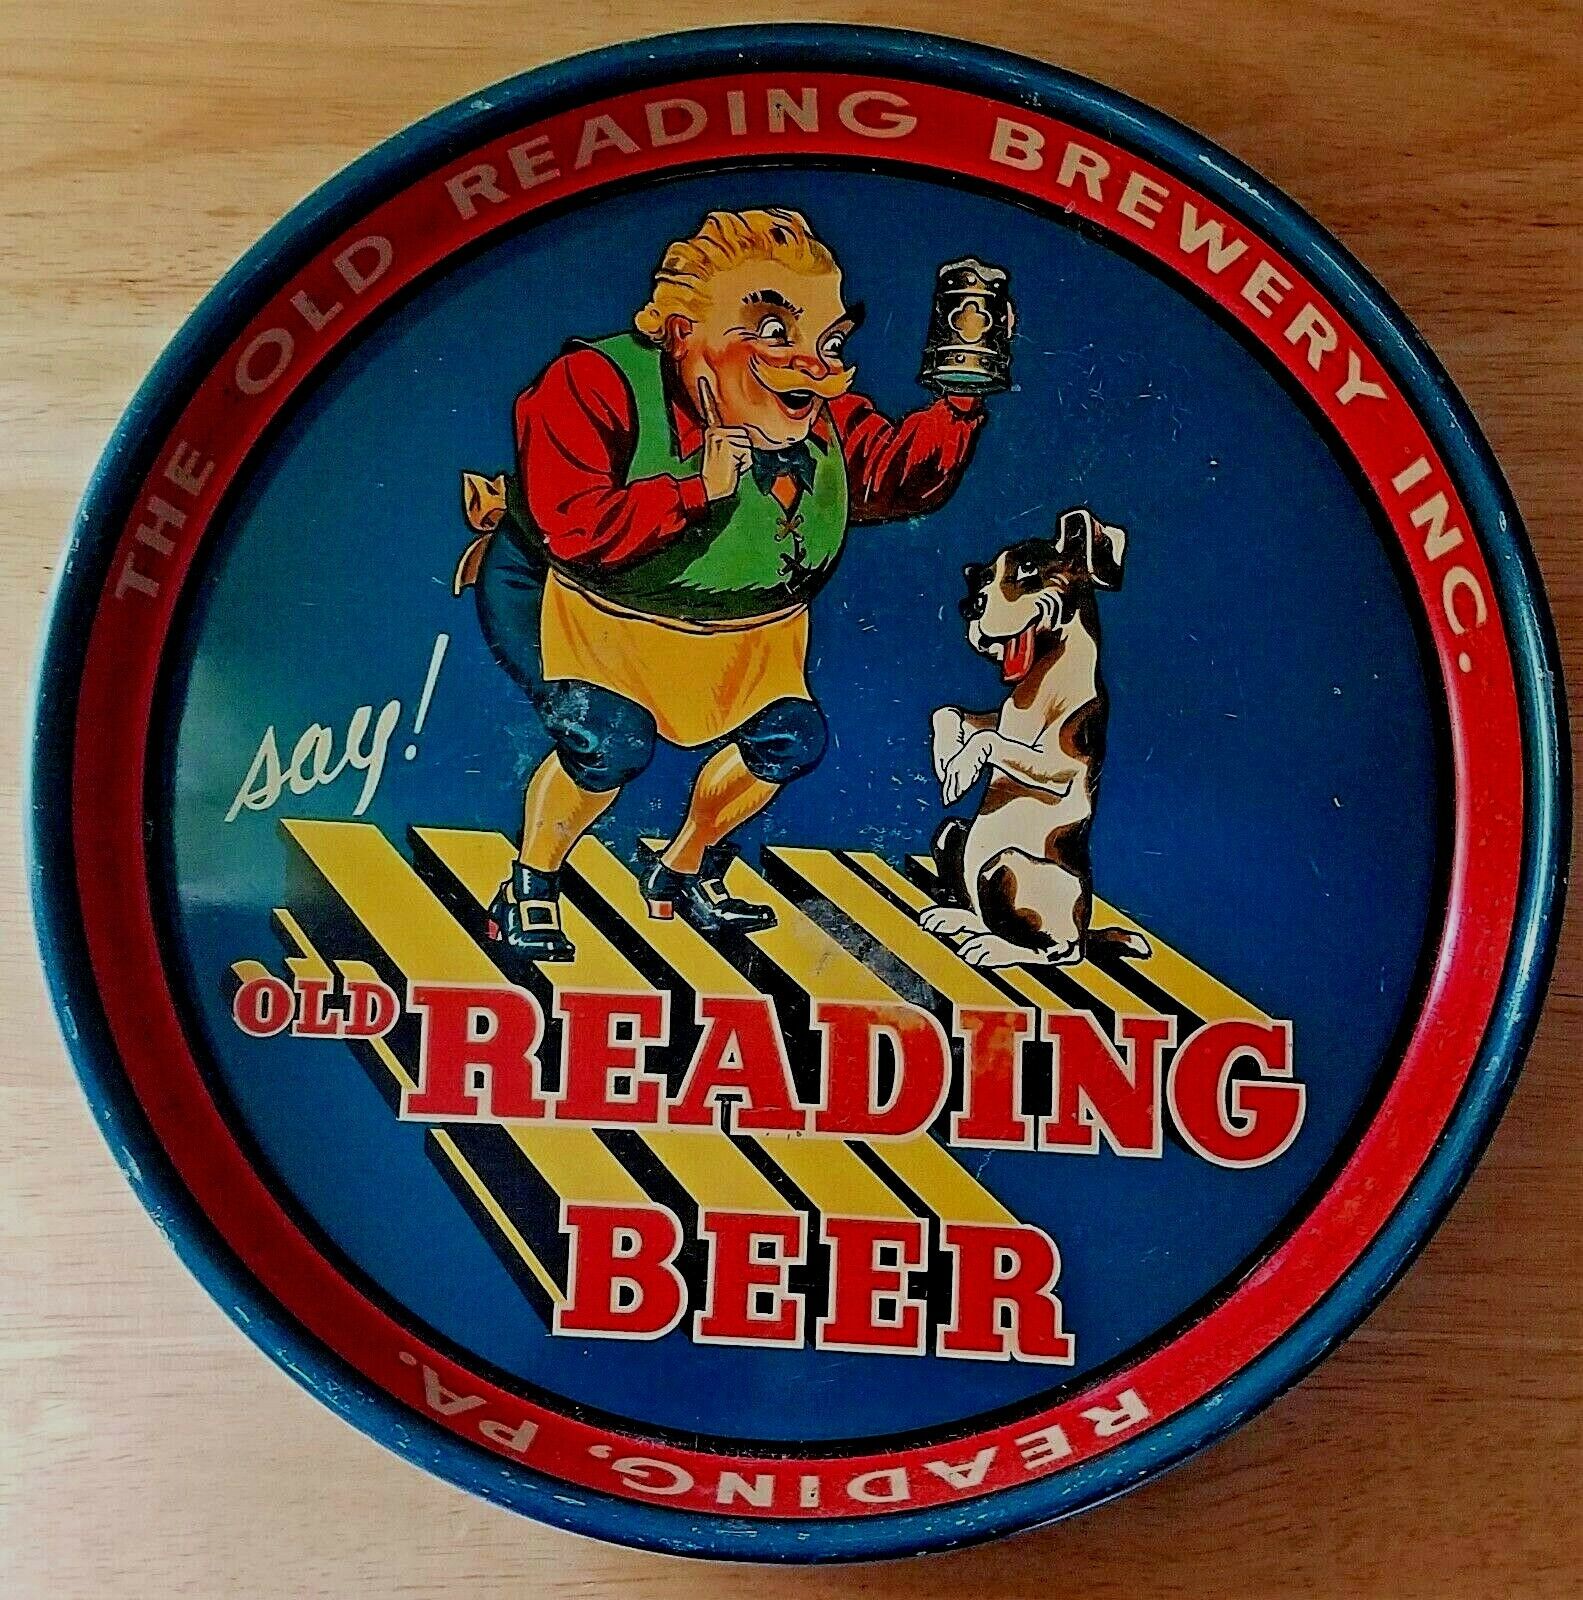 THE OLD READING BREWERY INC.
say!
OLD READING
BEER
READING, PA.